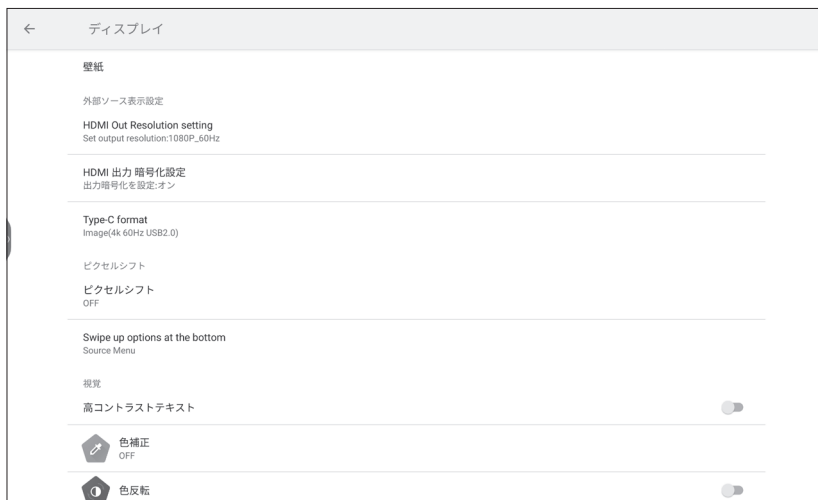 ディスプレイ
壁紙
外部ソース表示設定
HDMI Out Resolution setting
Set output resolution:1080P_60Hz
HDMI 出力 暗号化設定
出力暗号化を設定:オン
Type-C format
Image(4k 60Hz USB2.0)
ピクセルシフト
ピクセルシフト
OFF
Swipe up options at the bottom
Source Menu
視覚
高コントラストテキスト
色補正
OFF
色反転